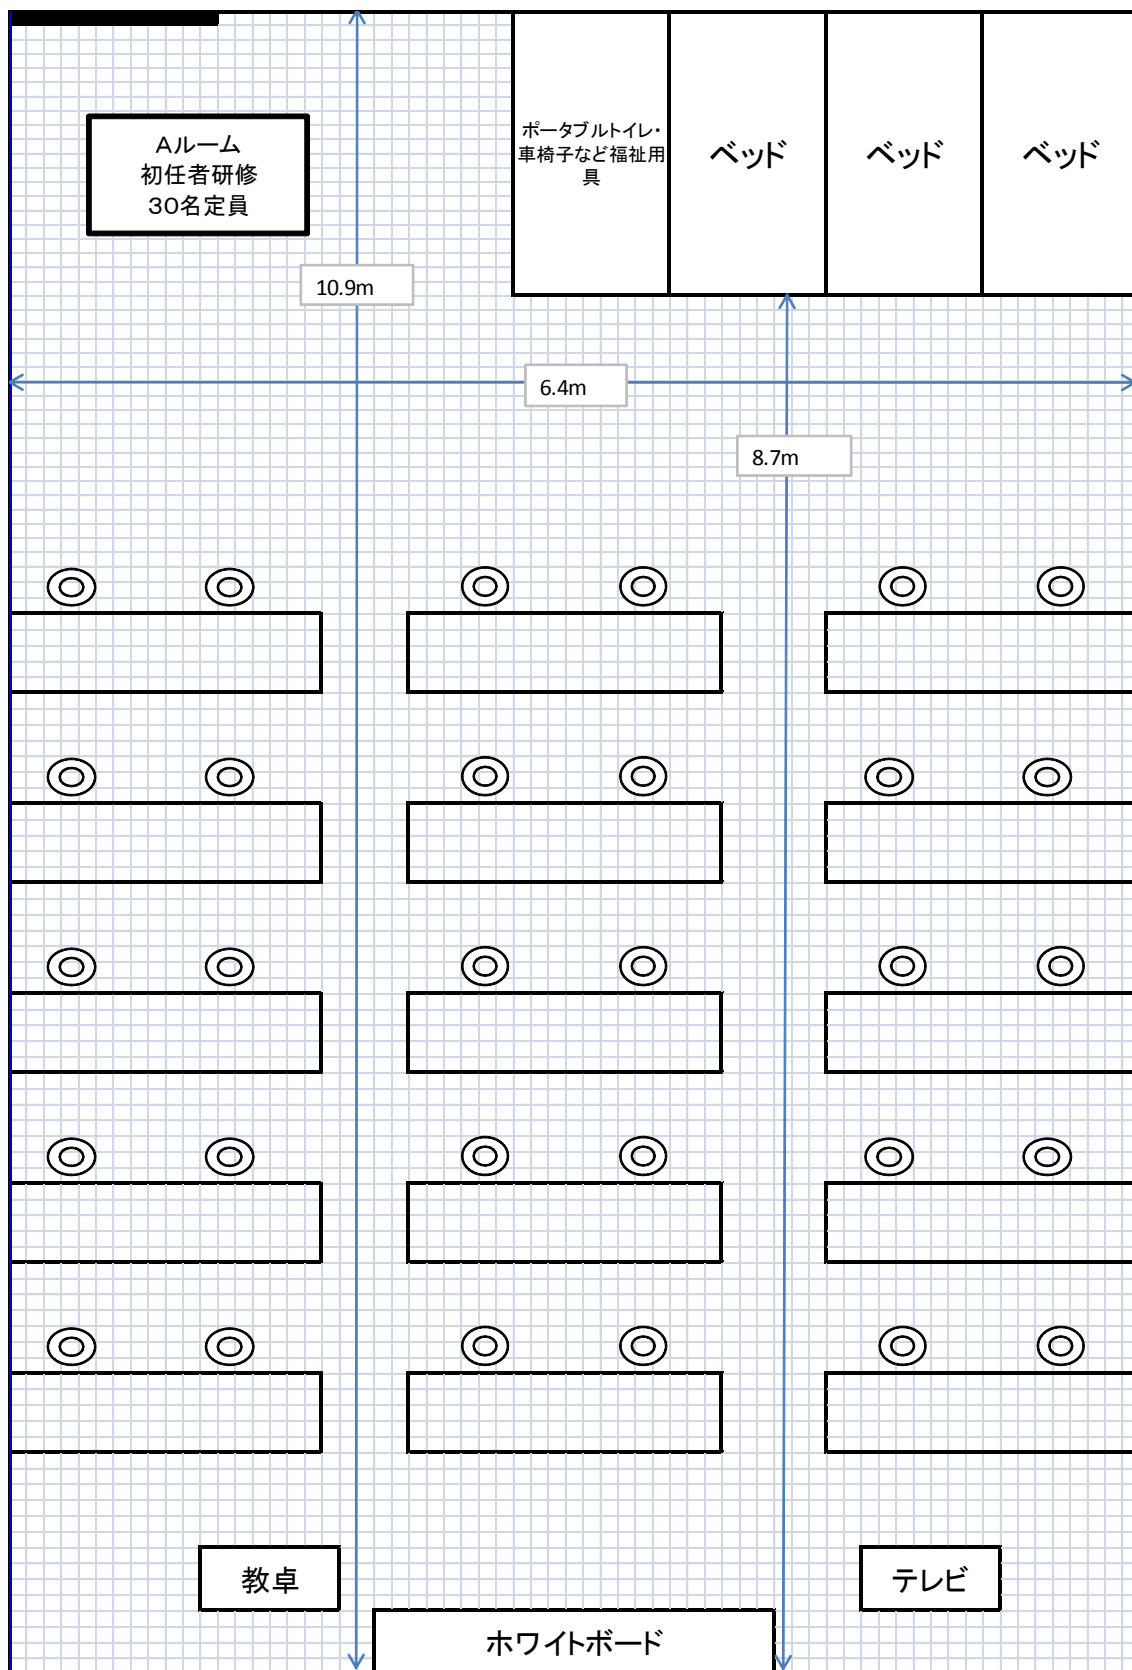 Aルーム
初任者研修
30名定員
ポータブルトイレ・
車椅子など福祉用
具
ベッド
ベッド
ベッド
10.9m
6.4m
8.7m
教卓
テレビ
ホワイトボード